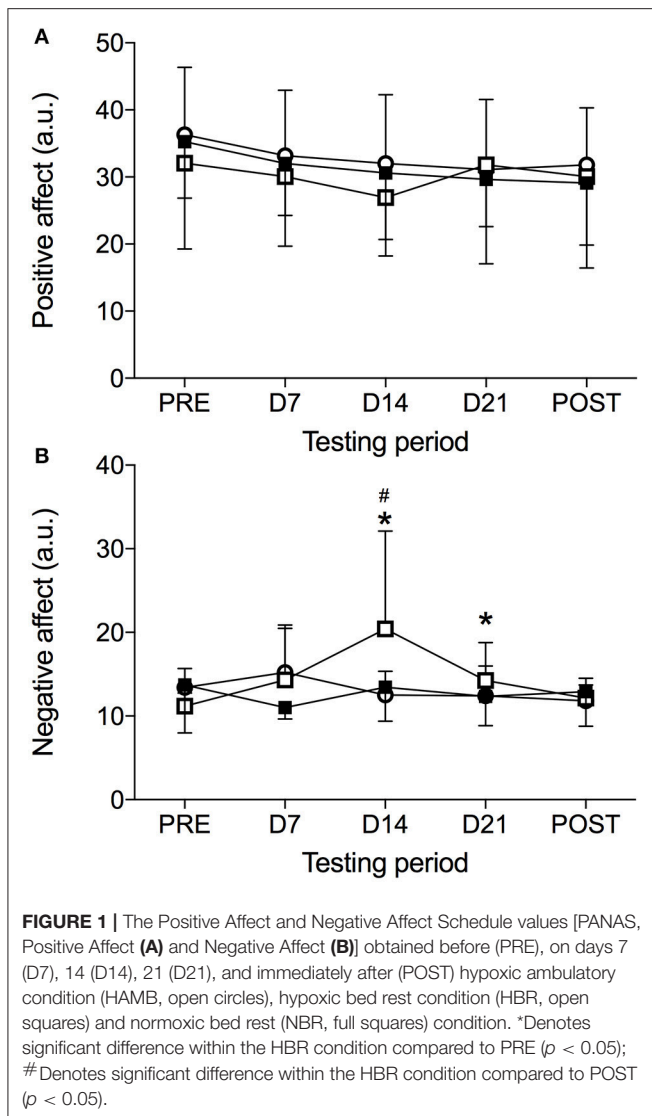 A
50
40
30
20
10
0
Positive affect (a.u.)
PRE D7 D14 D21 POST
Testing period
B
40
30
20
10
0
Negative affect (a.u.)
#
*
*
PRE D7 D14 D21 POST
Testing period
FIGURE 1 | The Positive Affect and Negative Affect Schedule values [PANAS,
Positive Affect (A) and Negative Affect (B)] obtained before (PRE), on days 7
(D7), 14 (D14), 21 (D21), and immediately after (POST) hypoxic ambulatory
condition (HAMB, open circles), hypoxic bed rest condition (HBR, open
squares) and normoxic bed rest (NBR, full squares) condition. *Denotes
significant difference within the HBR condition compared to PRE (p < 0.05);
#Denotes significant difference within the HBR condition compared to POST
(p < 0.05).